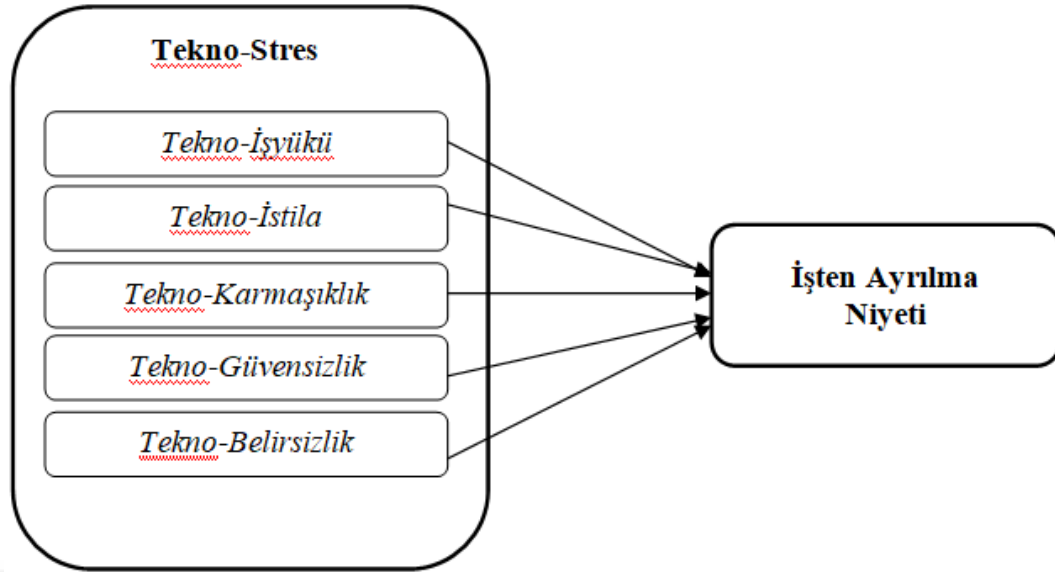 Tekno-Stres
Tekno-İşyükü
Tekno-İstila
Tekno-Karmaşıklık
Tekno-Güvensizlik
Tekno-Belirsizlik
İşten Ayrılma
Niyeti